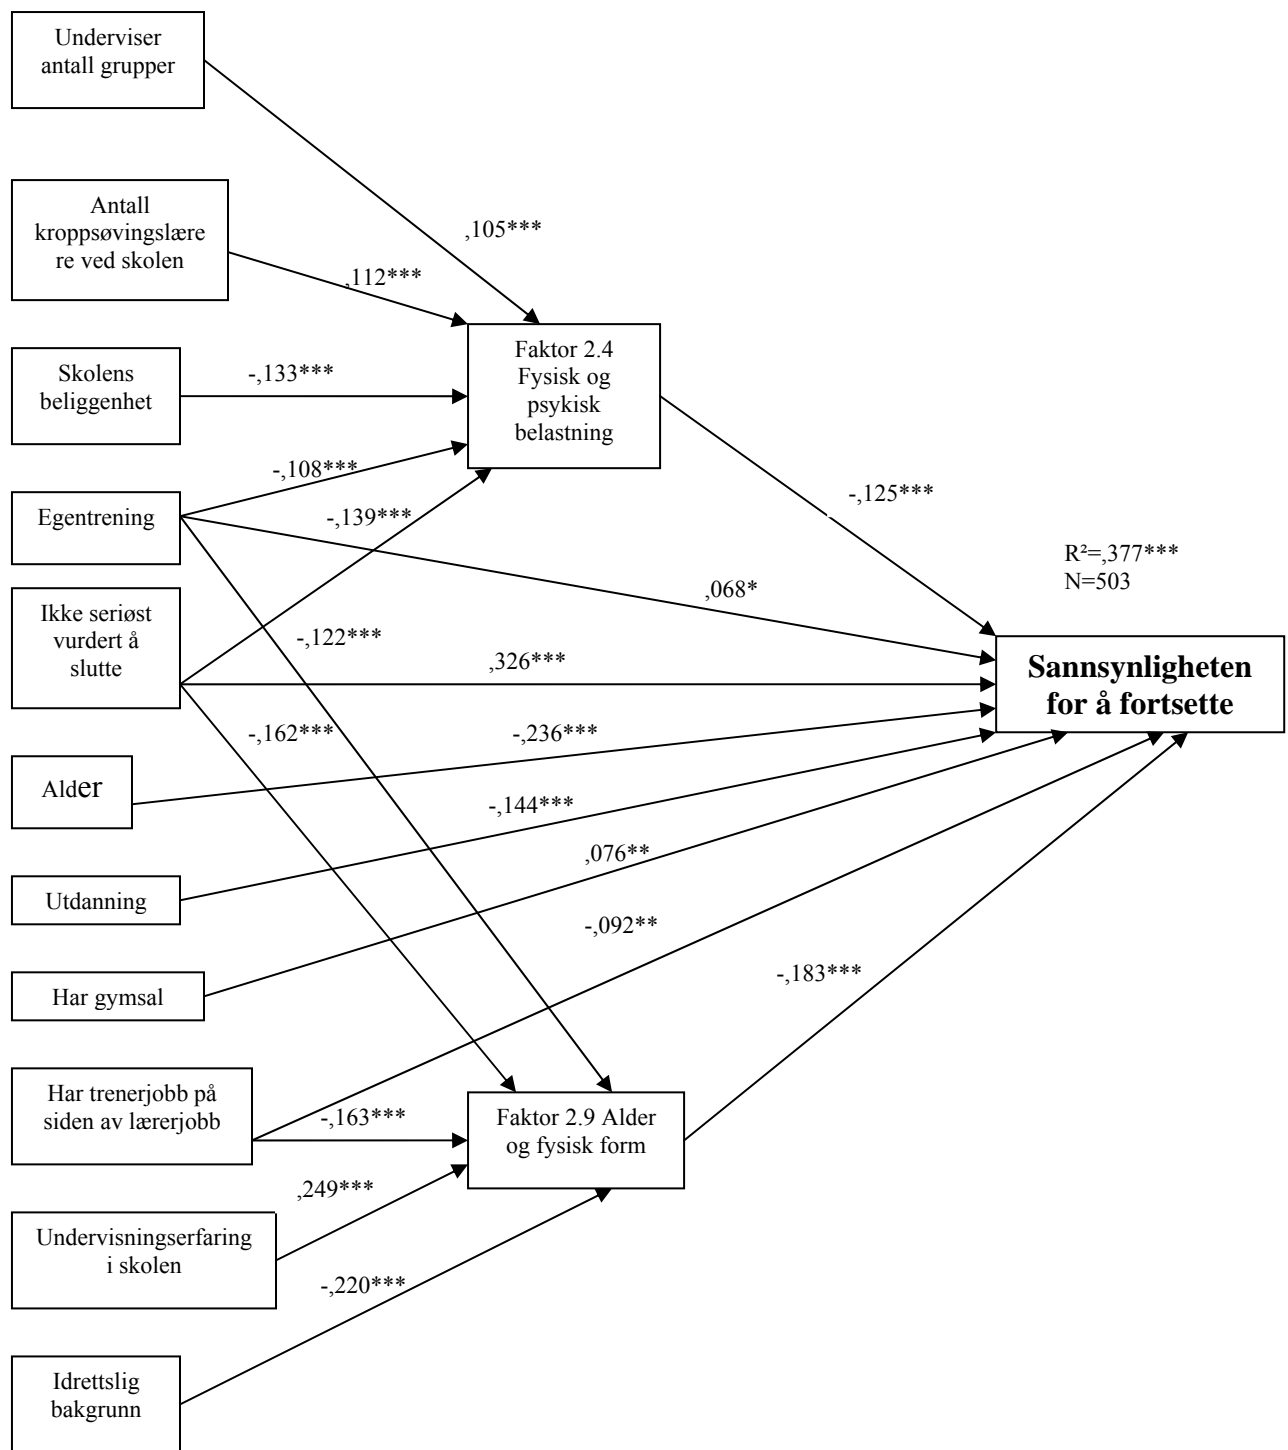 Underviser
antall grupper
Antall
kroppsøvingslære
re ved skolen
,105***
,112***
Skolens
beliggenhet
-,133***
Faktor 2.4
Fysisk og
psykisk
belastning
Egentrening
-,108***
-,139***
-,125***
R²=,377***
N=503
,068*
Ikke seriøst
vurdert å
slutte
-,122***
,326***
Sannsynligheten
for å fortsette
-,162***
-,236***
Alder
-,144***
,076**
Utdanning
-,092**
-,183***
Har gymsal
Har trenerjobb på
siden av lærerjobb
-,163***
Faktor 2.9 Alder
og fysisk form
,249***
Undervisningserfaring
i skolen
-,220***
Idrettslig
bakgrunn